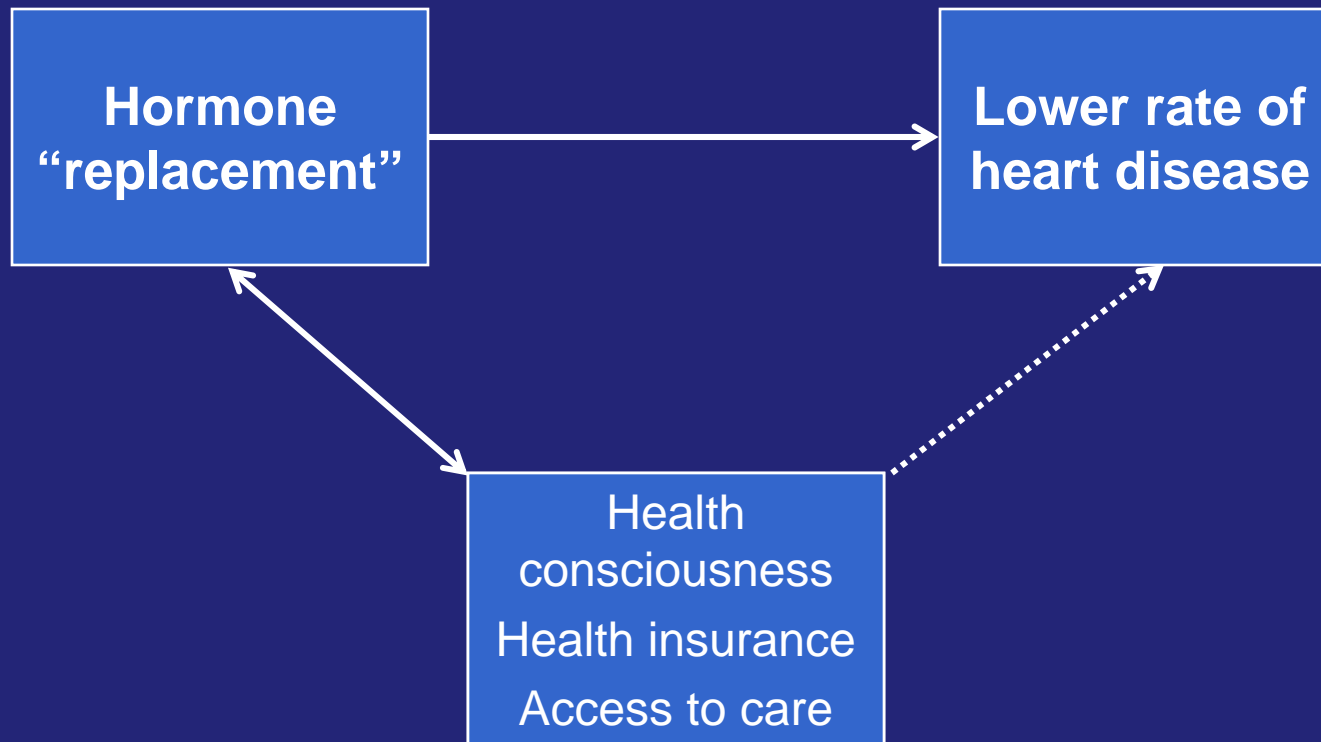 Hormone
“replacement”
Lower rate of
heart disease
Health
consciousness
Health insurance
Access to care